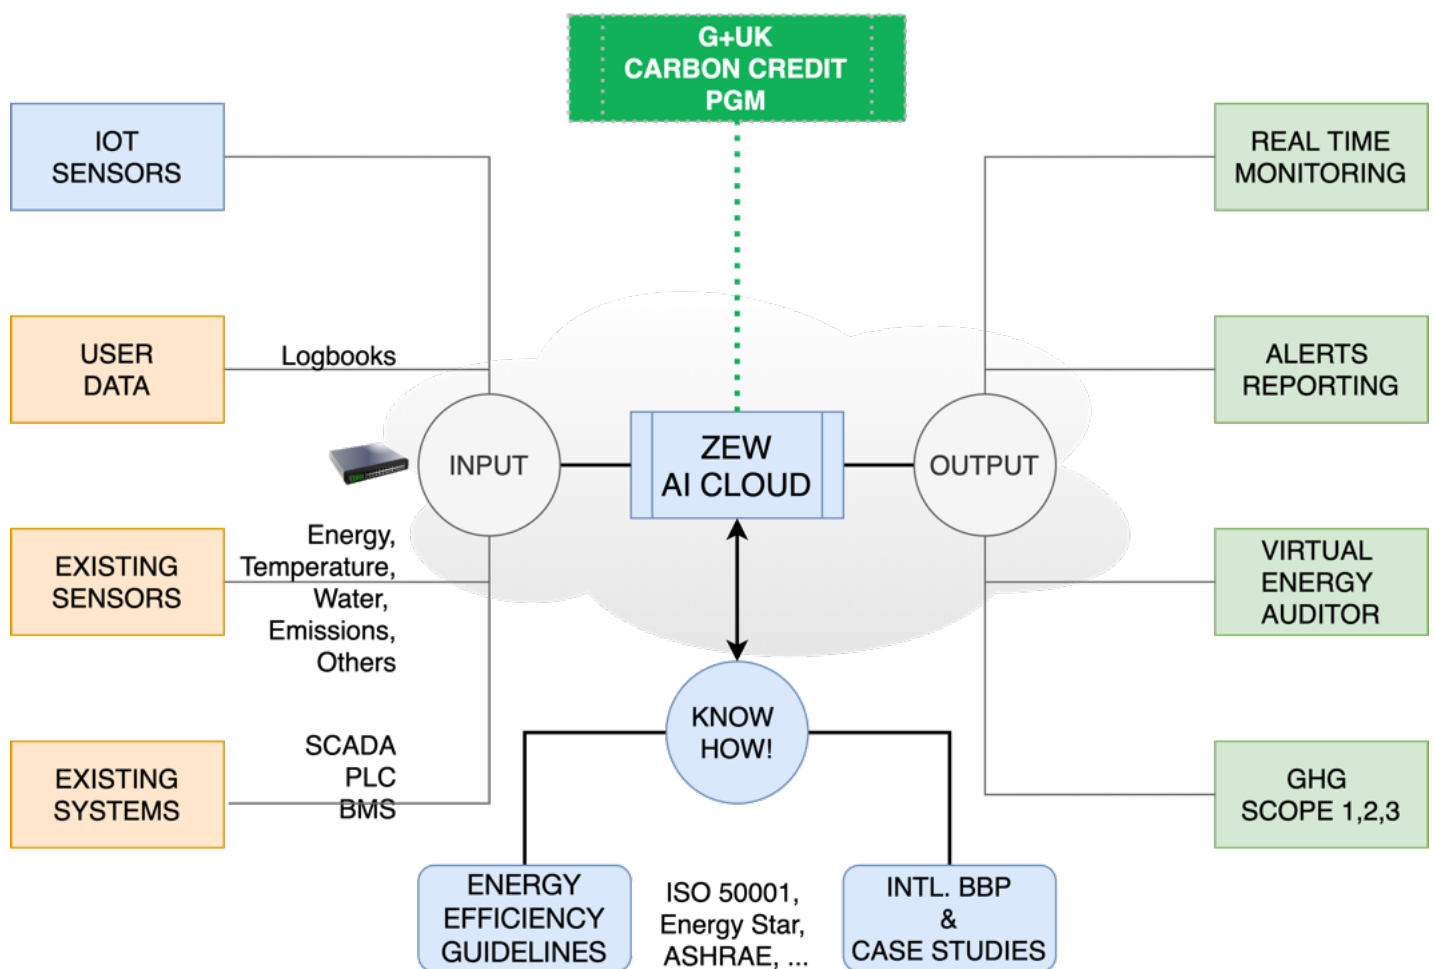 G+UK
CARBON CREDIT
PGM
IOT
SENSORS
REAL TIME
MONITORING
USER
DATA
Logbooks
ALERTS
REPORTING
INPUT
ZEW
AI CLOUD
OUTPUT
EXISTING
SENSORS
Energy,
Temperature,
Water,
Emissions,
Others
VIRTUAL
ENERGY
AUDITOR
KNOW
HOW!
EXISTING
SYSTEMS
SCADA
PLC
BMS
GHG
SCOPE 1,2,3
ENERGY
EFFICIENCY
GUIDELINES
ISO 50001,
Energy Star,
ASHRAE, ...
INTL. BBP
&
CASE STUDIES